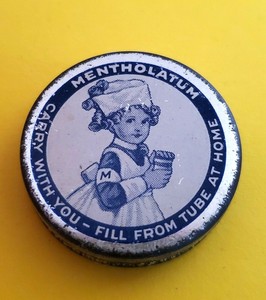 MENTHOLATUM
CARRY WITH YOU – FILL FROM TUBE AT HOME
M